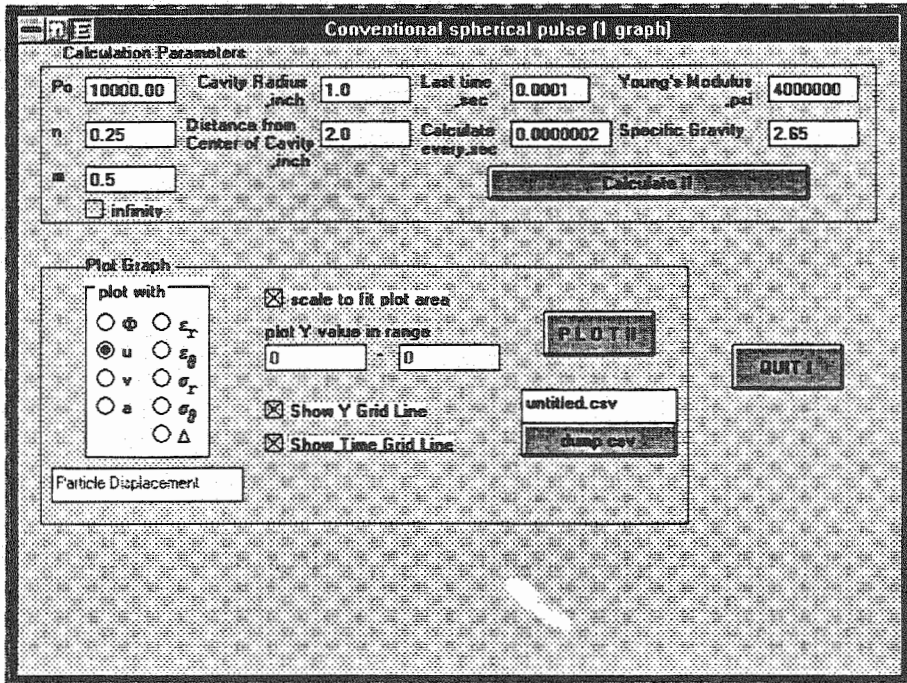 Conventional spherical pulse (1 graph)
Calculation Parameters
Po 10000.00 Cavity Radius ,inch 1.0 Last time ,sec 0.0001 Young's Modulus ,psi 4000000
n 0.25 Distance from Center of Cavity ,inch 2.0 Calculate every,sec 0.0000002 Specific Gravity 2.65
m 0.5 Calculate !!
infinity
Plot Graph
plot with
Φ εr
u εθ
v σr
a σθ
Δ
Particle Displacement
scale to fit plot area
plot Y value in range
0 - 0
Show Y Grid Line
Show Time Grid Line
P L O T !!
untitled.csv
dump csv
QUIT !